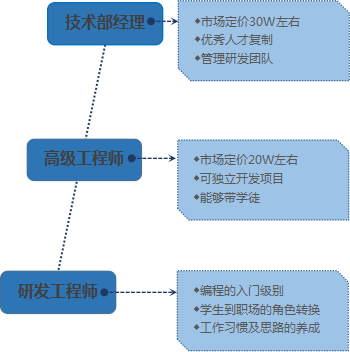 技术部经理
◆市场定价30W左右
◆优秀人才复制
◆管理研发团队
高级工程师
◆市场定价20W左右
◆可独立开发项目
◆能够带学徒
研发工程师
◆编程的入门级别
◆学生到职场的角色转换
◆工作习惯及思路的养成